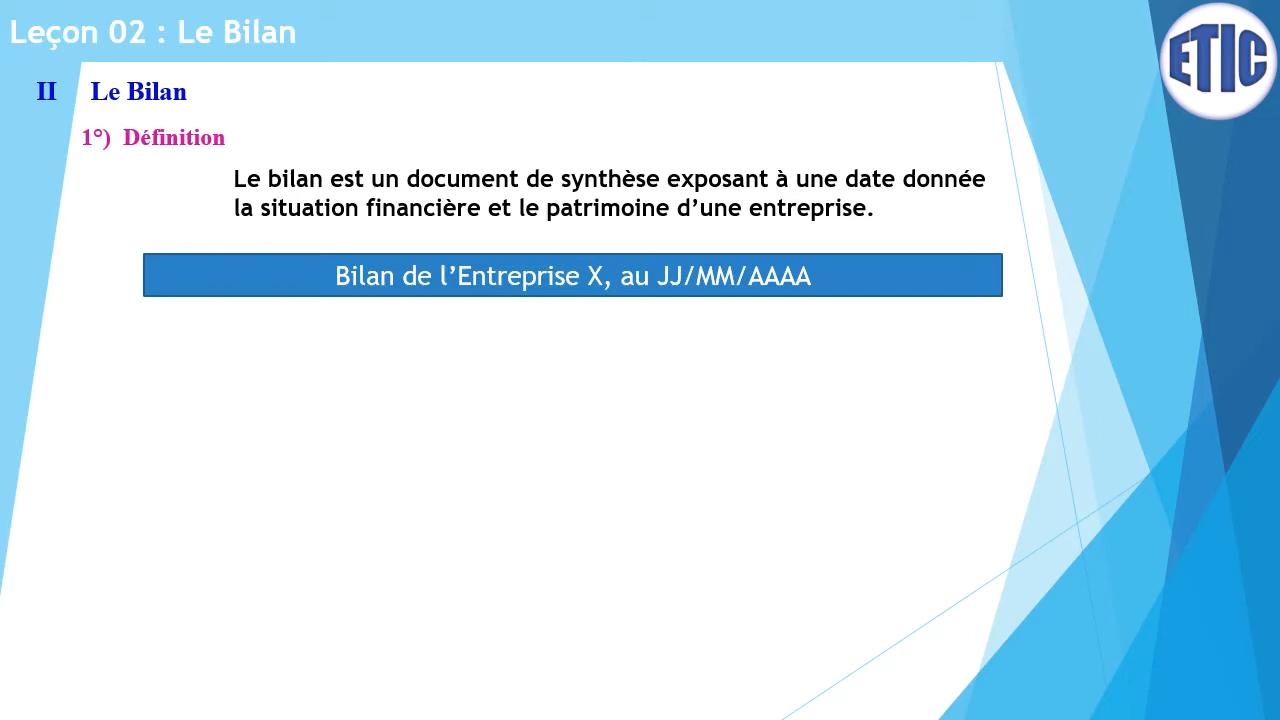 Leçon 02 : Le Bilan
ETIC
II Le Bilan
1°) Définition
Le bilan est un document de synthèse exposant à une date donnée
la situation financière et le patrimoine d’une entreprise.
Bilan de l’Entreprise X, au JJ/MM/AAAA